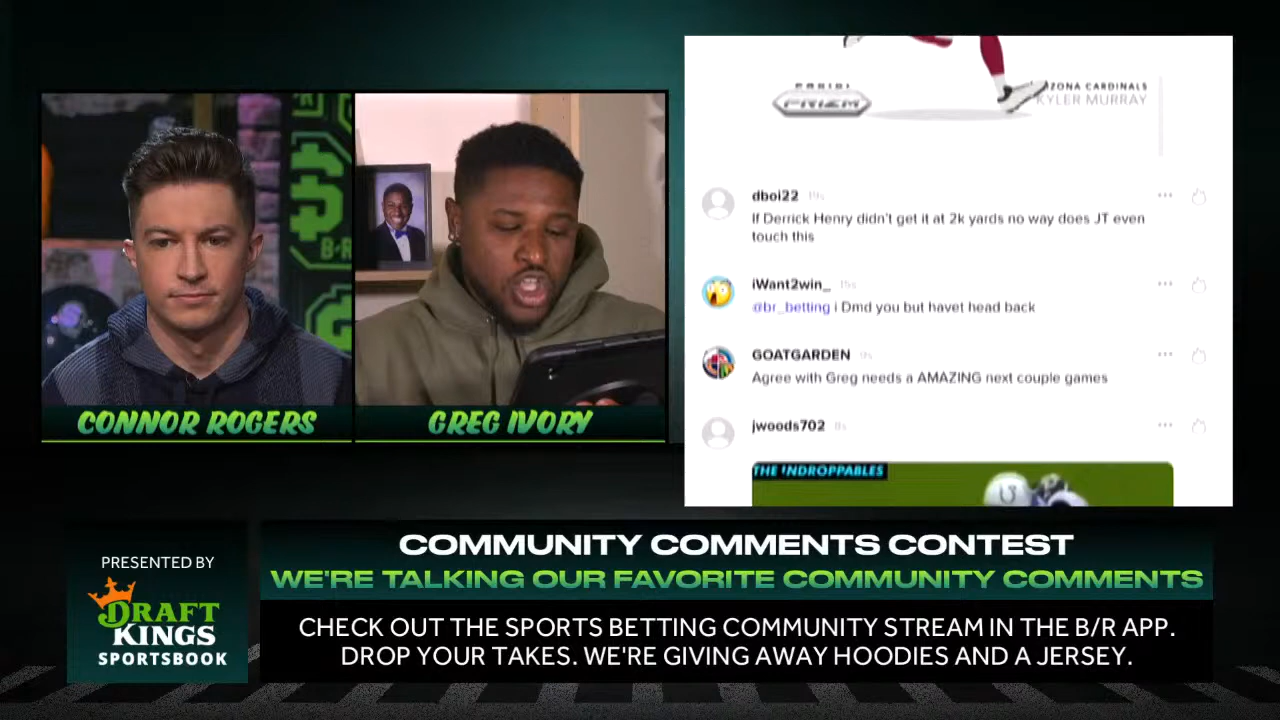 B/R
CONNOR ROGERS
GREG IVORY
PANINI
PRIZM
ZONA CARDINALS
KYLER MURRAY
dboi22 19s
If Derrick Henry didn't get it at 2k yards no way does JT even
touch this
iWant2win_
@br_betting i Dmd you but havet head back
GOATGARDEN 9s
Agree with Greg needs a AMAZING next couple games
jwoods702 8s
THE UNDROPPABLES
PRESENTED BY
DRAFT
KINGS
SPORTSBOOK
COMMUNITY COMMENTS CONTEST
WE'RE TALKING OUR FAVORITE COMMUNITY COMMENTS
CHECK OUT THE SPORTS BETTING COMMUNITY STREAM IN THE B/R APP.
DROP YOUR TAKES. WE'RE GIVING AWAY HOODIES AND A JERSEY.